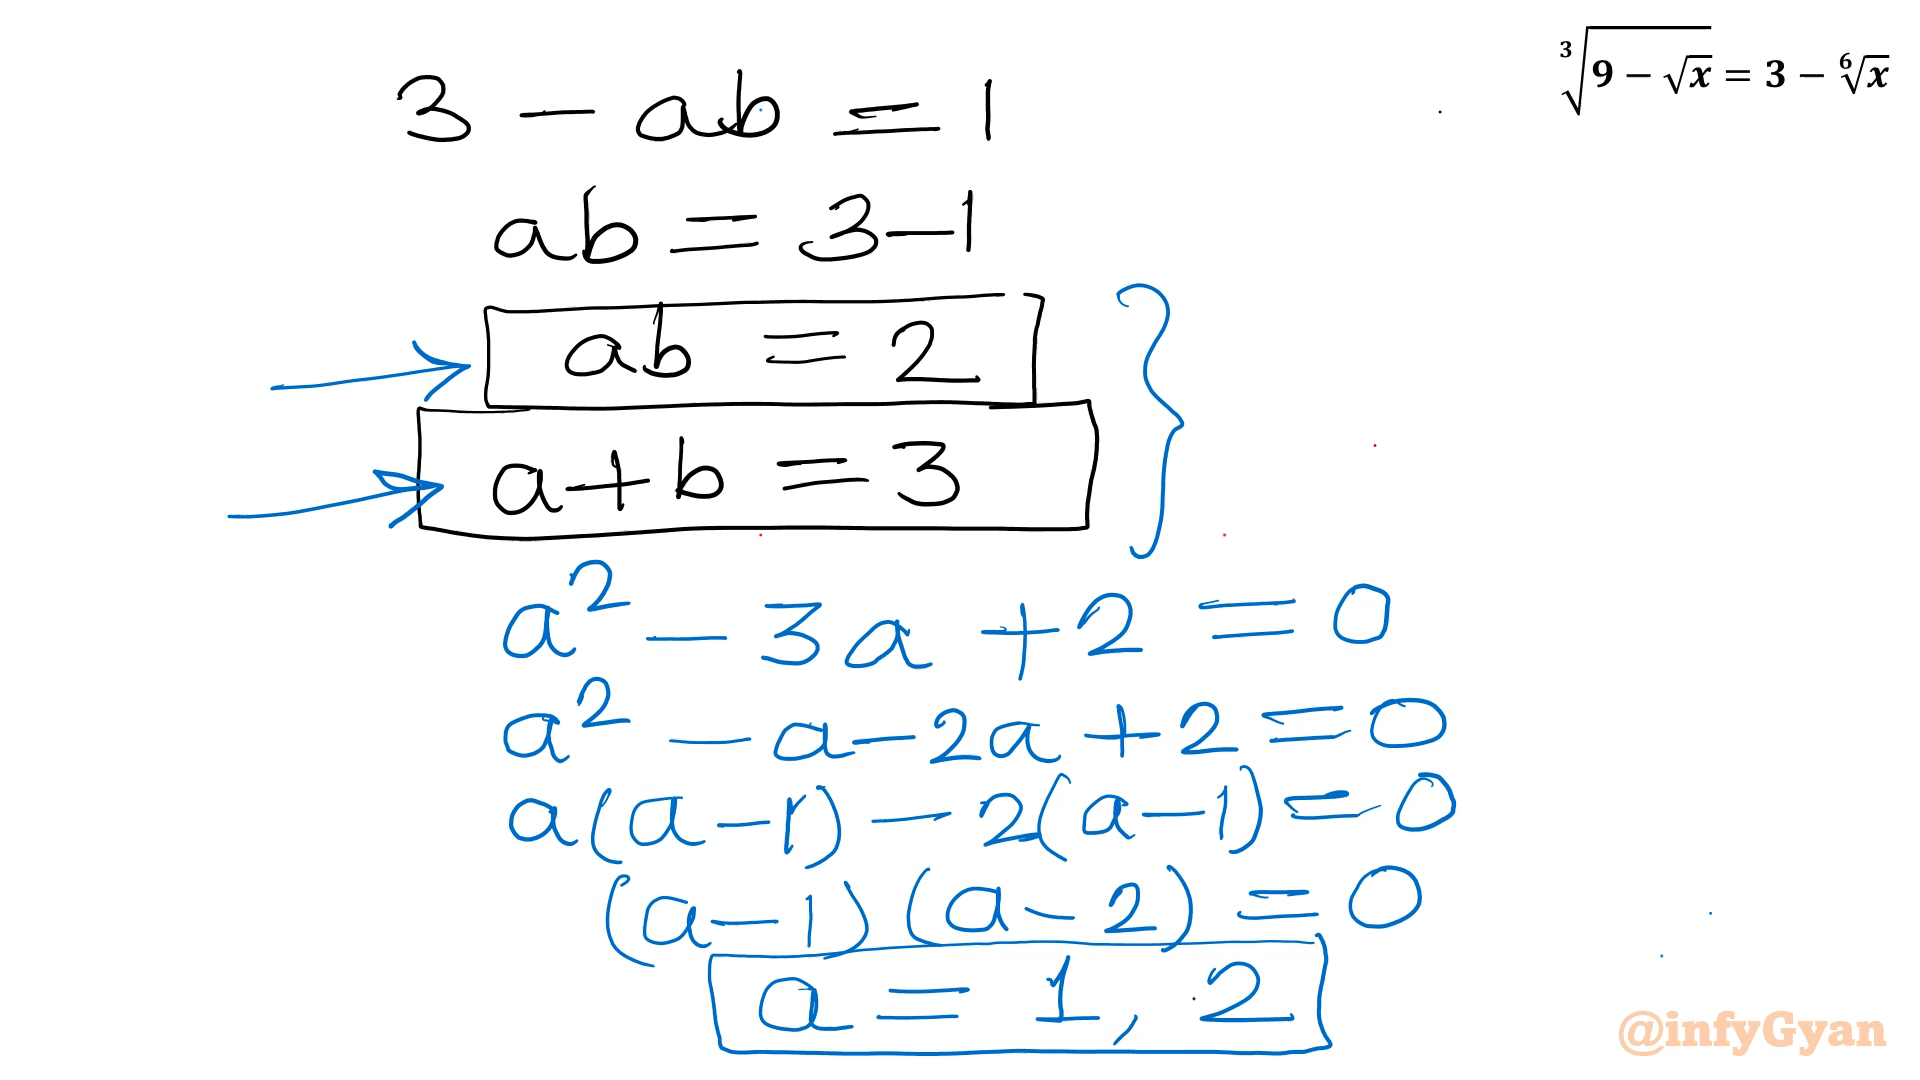 ∛(9 − √x) = 3 − ⁶√x
3 − ab = 1
ab = 3 − 1
ab = 2
a + b = 3
a² − 3a + 2 = 0
a² − a − 2a + 2 = 0
a(a − 1) − 2(a − 1) = 0
(a − 1)(a − 2) = 0
a = 1, 2
@infyGyan